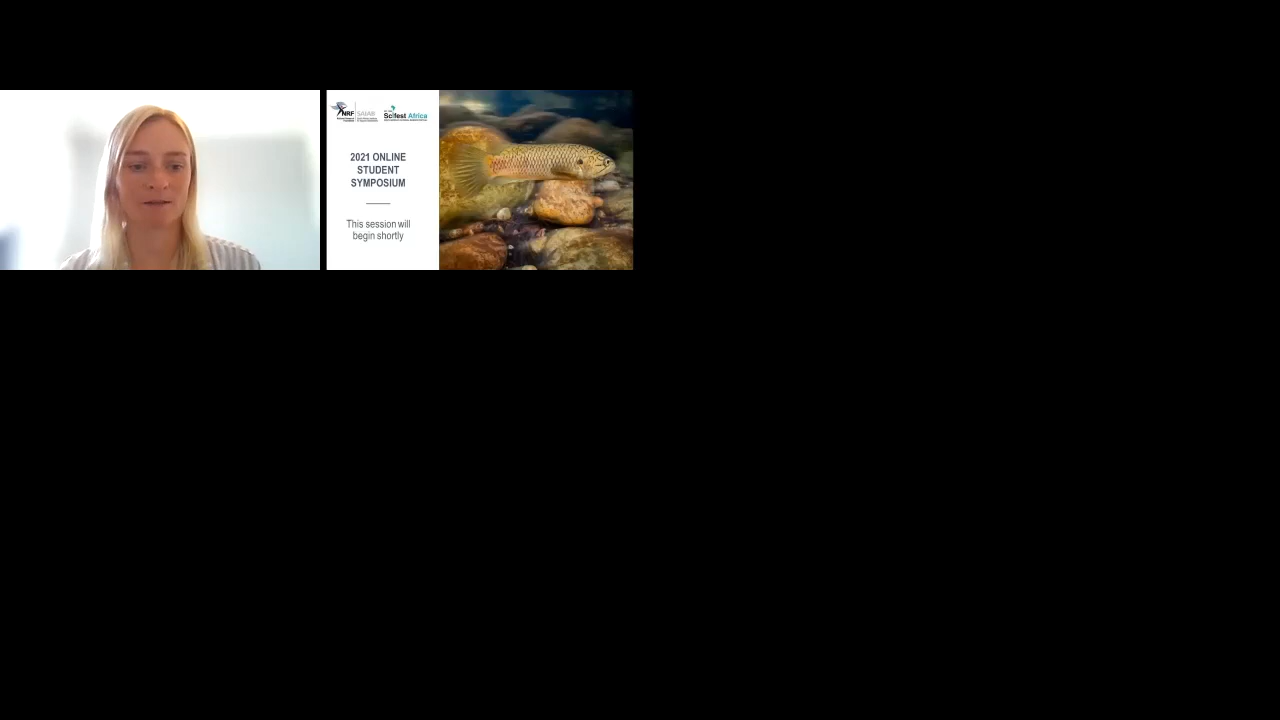 NRF
SAIAB
Scifest Africa
2021 ONLINE
STUDENT
SYMPOSIUM
This session will
begin shortly